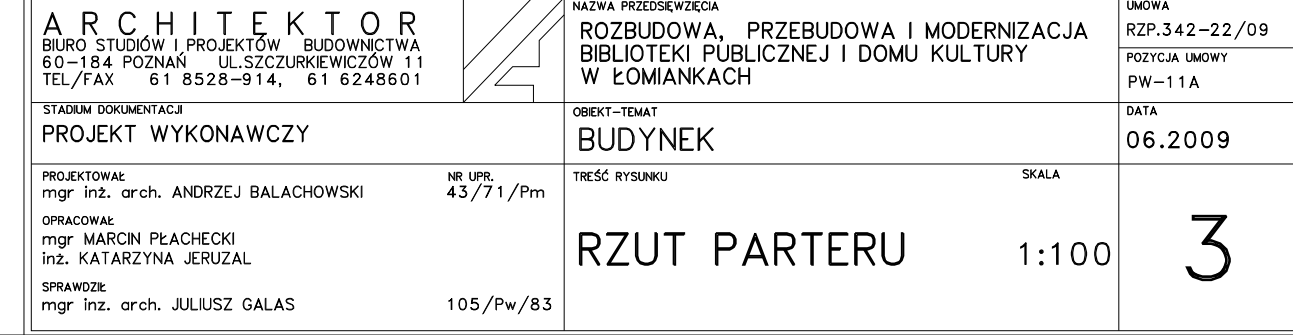 ARCHITEKTOR
BIURO STUDIÓW I PROJEKTÓW BUDOWNICTWA
60-184 POZNAŃ UL.SZCZURKIEWICZÓW 11
TEL/FAX 61 8528-914, 61 6248601
NAZWA PRZEDSIĘWZIĘCIA
ROZBUDOWA, PRZEBUDOWA I MODERNIZACJA
BIBLIOTEKI PUBLICZNEJ I DOMU KULTURY
W ŁOMIANKACH
UMOWA
RZP.342-22/09
POZYCJA UMOWY
PW-11A
STADIUM DOKUMENTACJI
PROJEKT WYKONAWCZY
OBIEKT-TEMAT
BUDYNEK
DATA
06.2009
PROJEKTOWAŁ NR UPR.
mgr inż. arch. ANDRZEJ BALACHOWSKI 43/71/Pm
OPRACOWAŁ
mgr MARCIN PŁACHECKI
inż. KATARZYNA JERUZAL
SPRAWDZIŁ
mgr inz. arch. JULIUSZ GALAS 105/Pw/83
TREŚĆ RYSUNKU SKALA
RZUT PARTERU 1:100
3